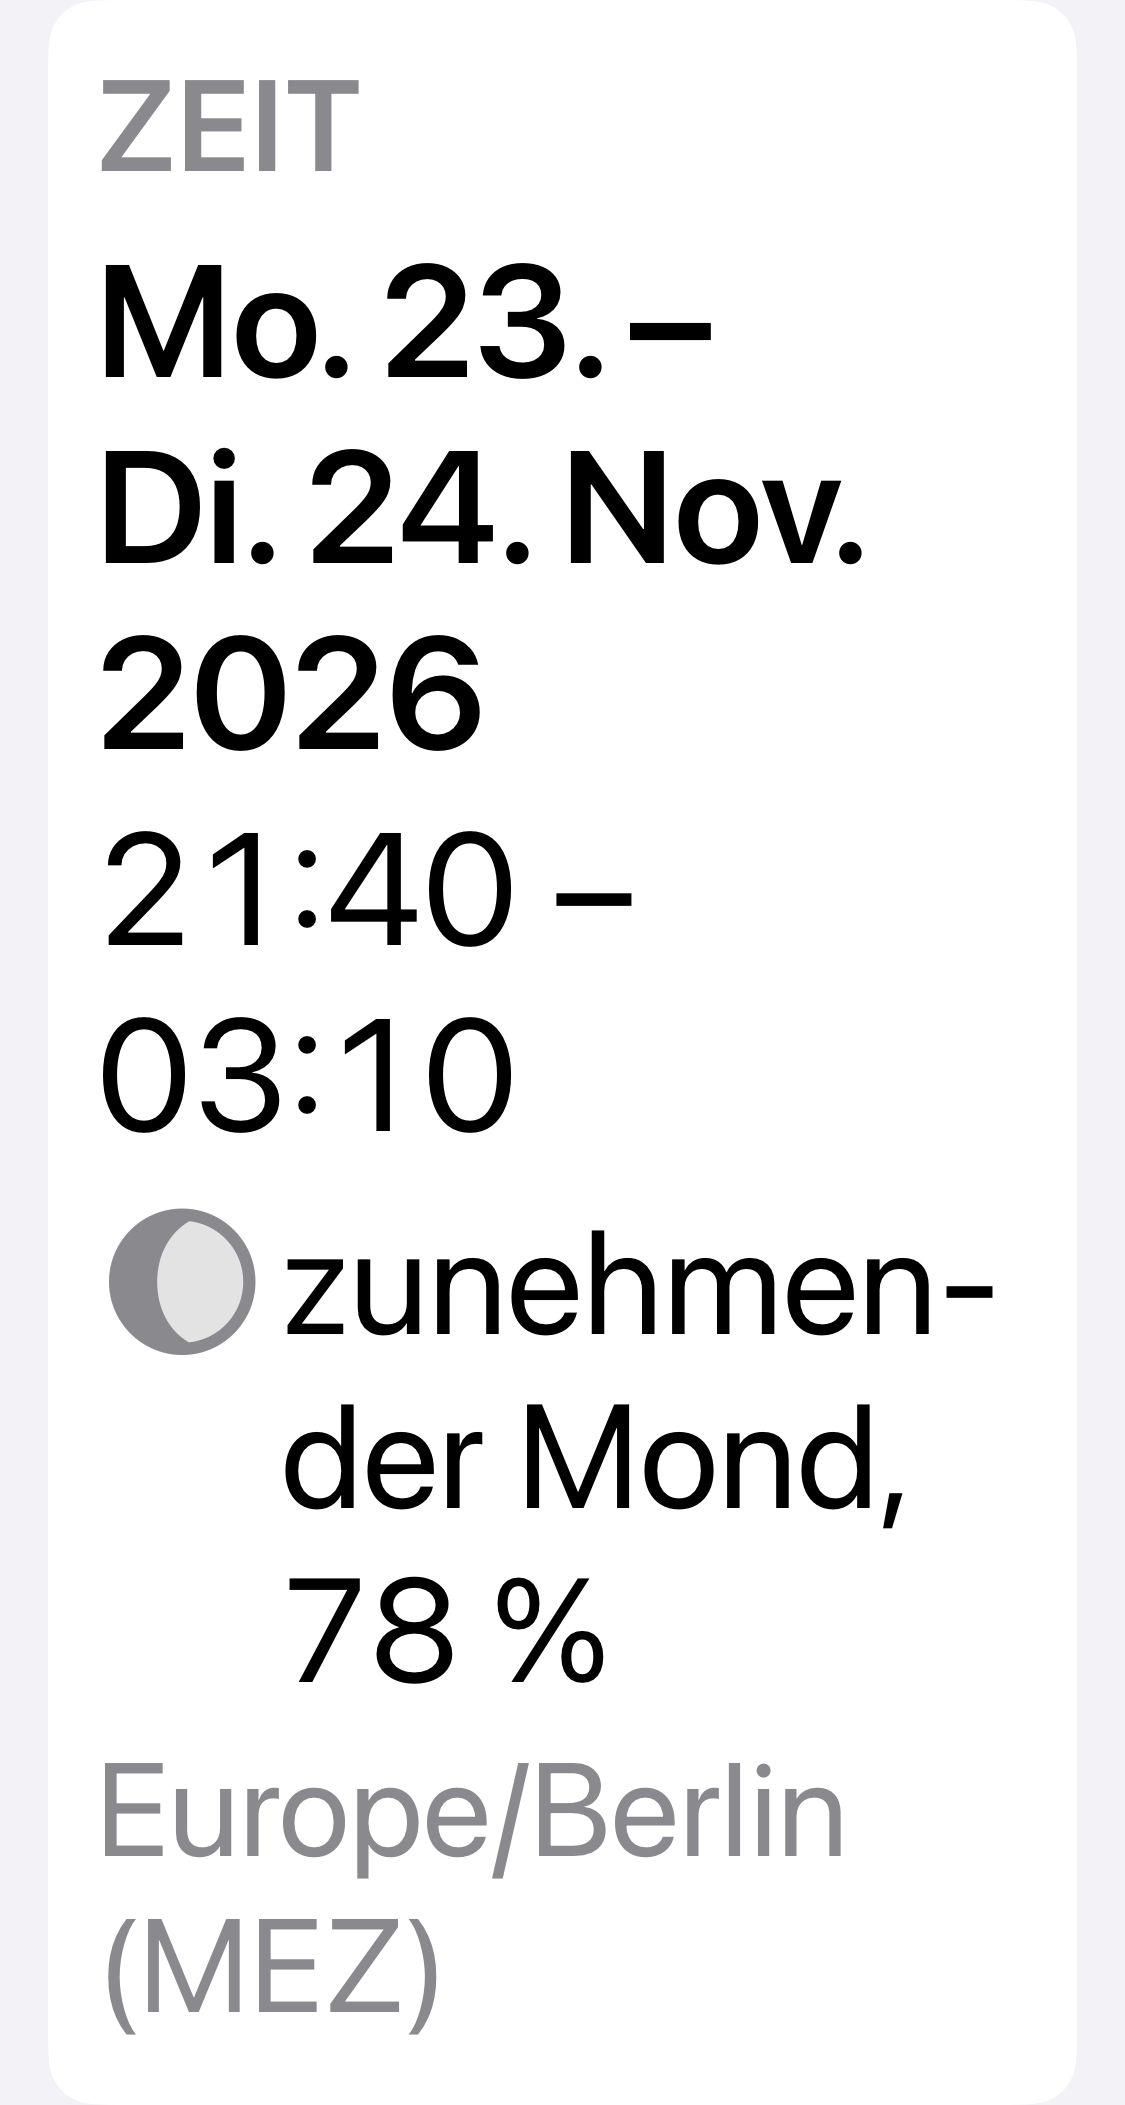 ZEIT
Mo. 23. –
Di. 24. Nov.
2026
21:40 –
03:10
zunehmen-
der Mond,
78 %
Europe/Berlin
(MEZ)